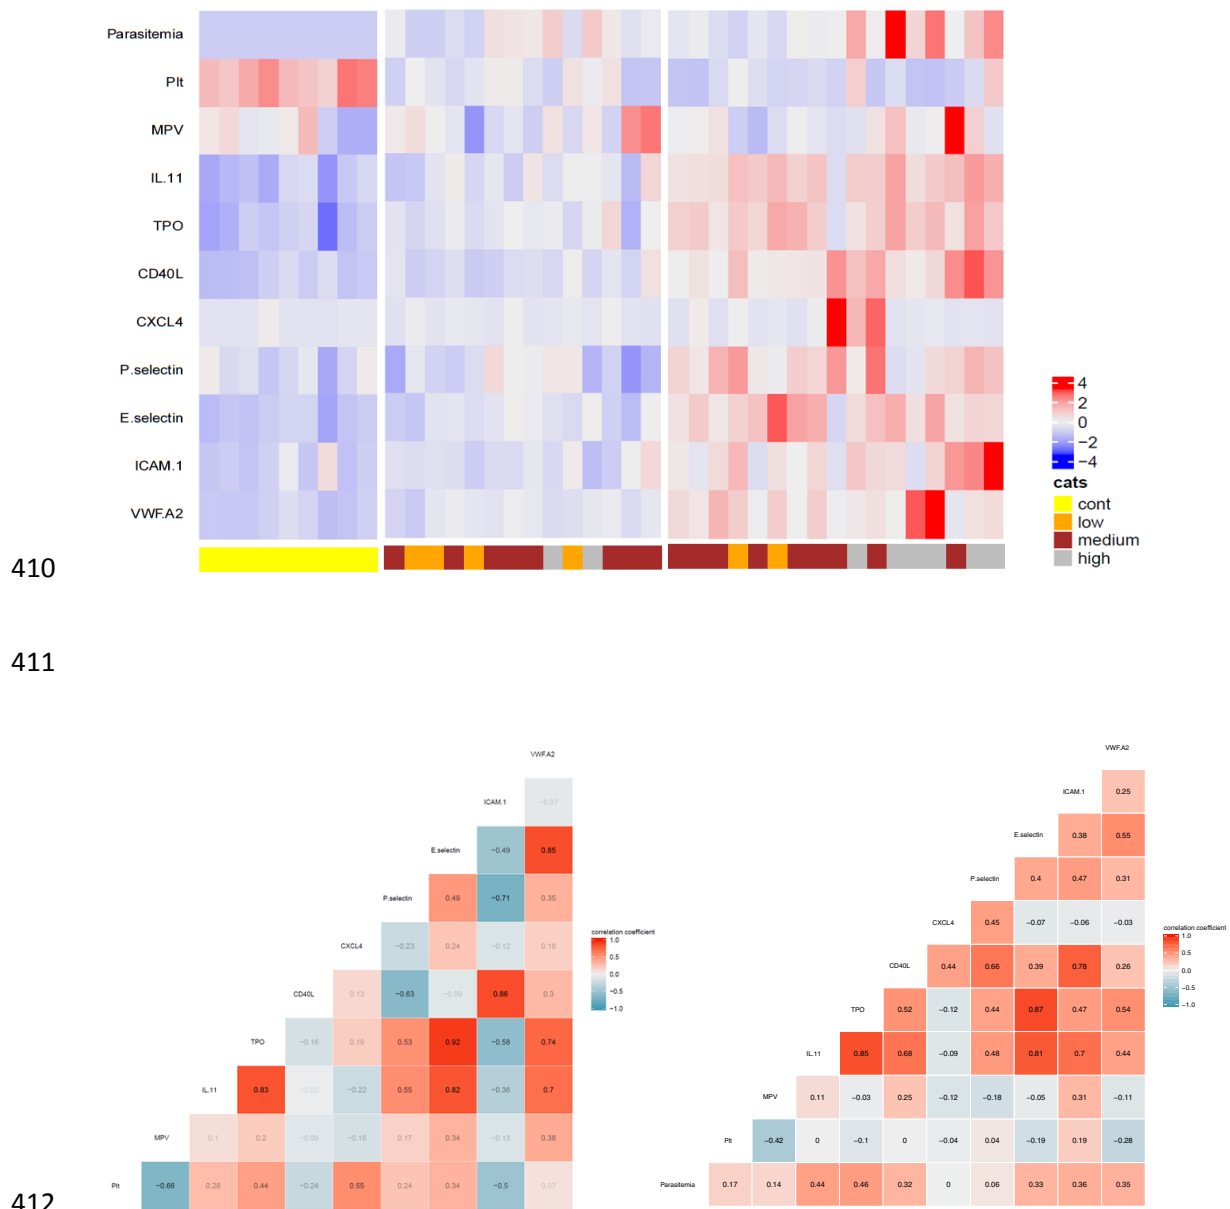 Parasitemia
Plt
MPV
IL.11
TPO
CD40L
CXCL4
P.selectin
E.selectin
ICAM.1
VWF.A2
4
2
0
−2
−4
cats
cont
low
medium
high
410
411
VWF.A2
ICAM.1 −0.07
E.selectin −0.49 0.85
P.selectin 0.49 −0.71 0.35
CXCL4 −0.23 0.24 −0.12 0.18
CD40L 0.13 −0.63 −0.09 0.86 0.3
TPO −0.16 0.19 0.53 0.92 −0.58 0.74
IL.11 0.83 −0.02 −0.22 0.55 0.82 −0.36 0.7
MPV 0.1 0.2 −0.09 −0.16 0.17 0.34 −0.13 0.38
Plt −0.66 0.28 0.44 −0.24 0.55 0.24 0.34 −0.5 0.07
correlation coefficient
1.0
0.5
0.0
−0.5
−1.0
VWF.A2
ICAM.1 0.25
E.selectin 0.38 0.55
P.selectin 0.4 0.47 0.31
CXCL4 0.45 −0.07 −0.06 −0.03
CD40L 0.44 0.66 0.39 0.78 0.26
TPO 0.52 −0.12 0.44 0.87 0.47 0.54
IL.11 0.85 0.68 −0.09 0.48 0.81 0.7 0.44
MPV 0.11 −0.03 0.25 −0.12 −0.18 −0.05 0.31 −0.11
Plt −0.42 0 −0.1 0 −0.04 0.04 −0.19 0.19 −0.28
Parasitemia 0.17 0.14 0.44 0.46 0.32 0 0.06 0.33 0.36 0.35
correlation coefficient
1.0
0.5
0.0
−0.5
−1.0
412